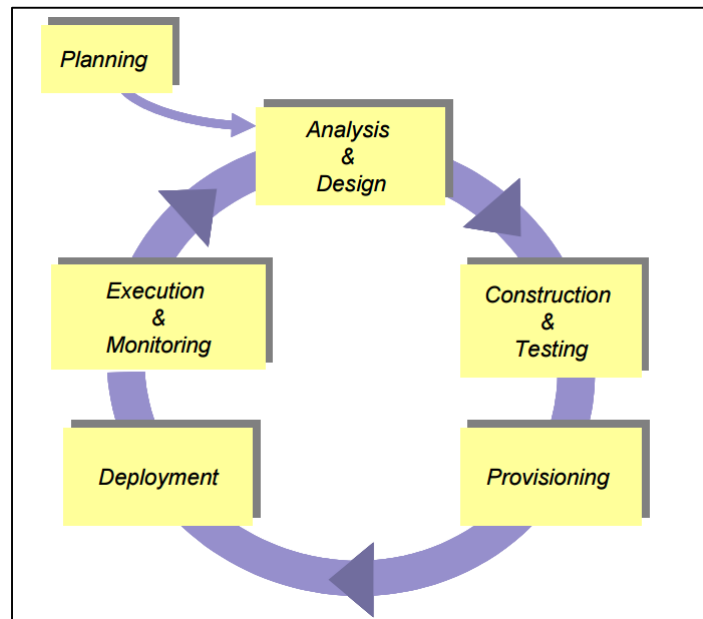 Planning
Analysis
&
Design
Execution
&
Monitoring
Construction
&
Testing
Deployment
Provisioning